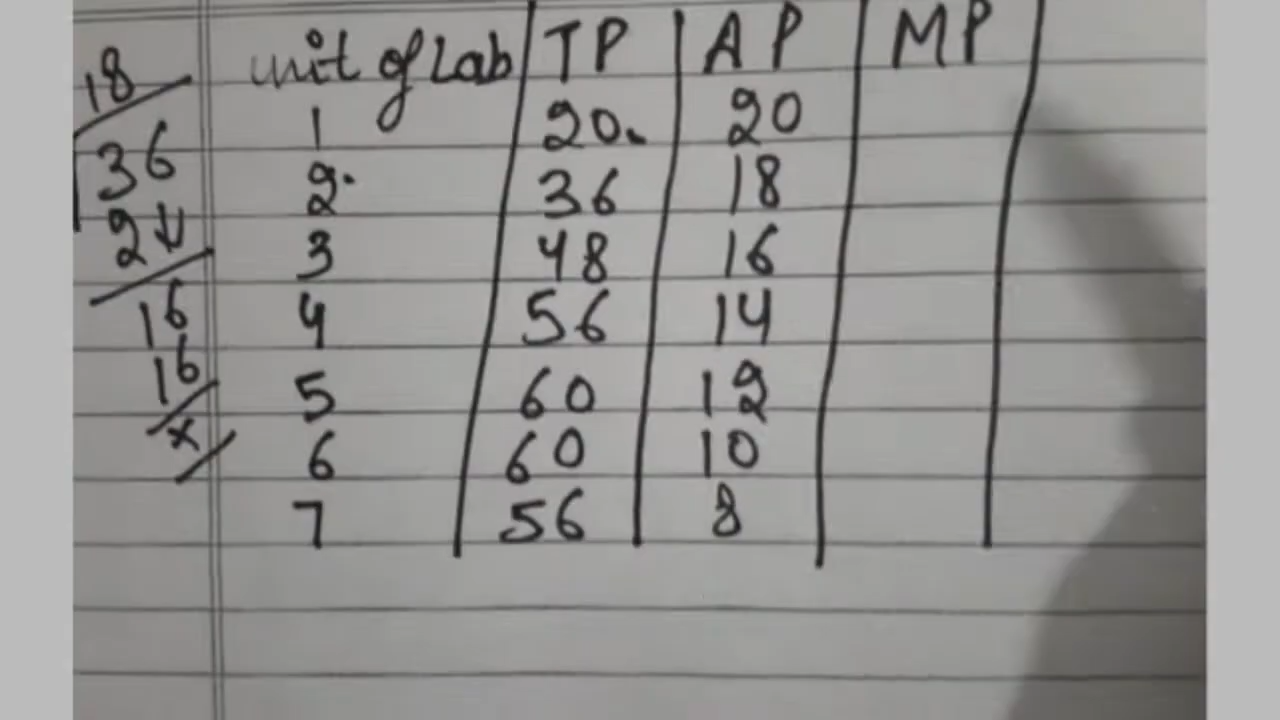 unit of Lab TP AP MP
1 20. 20
2. 36 18
3 48 16
4 56 14
5 60 12
6 60 10
7 56 8
18
36
2↓
16
16
x